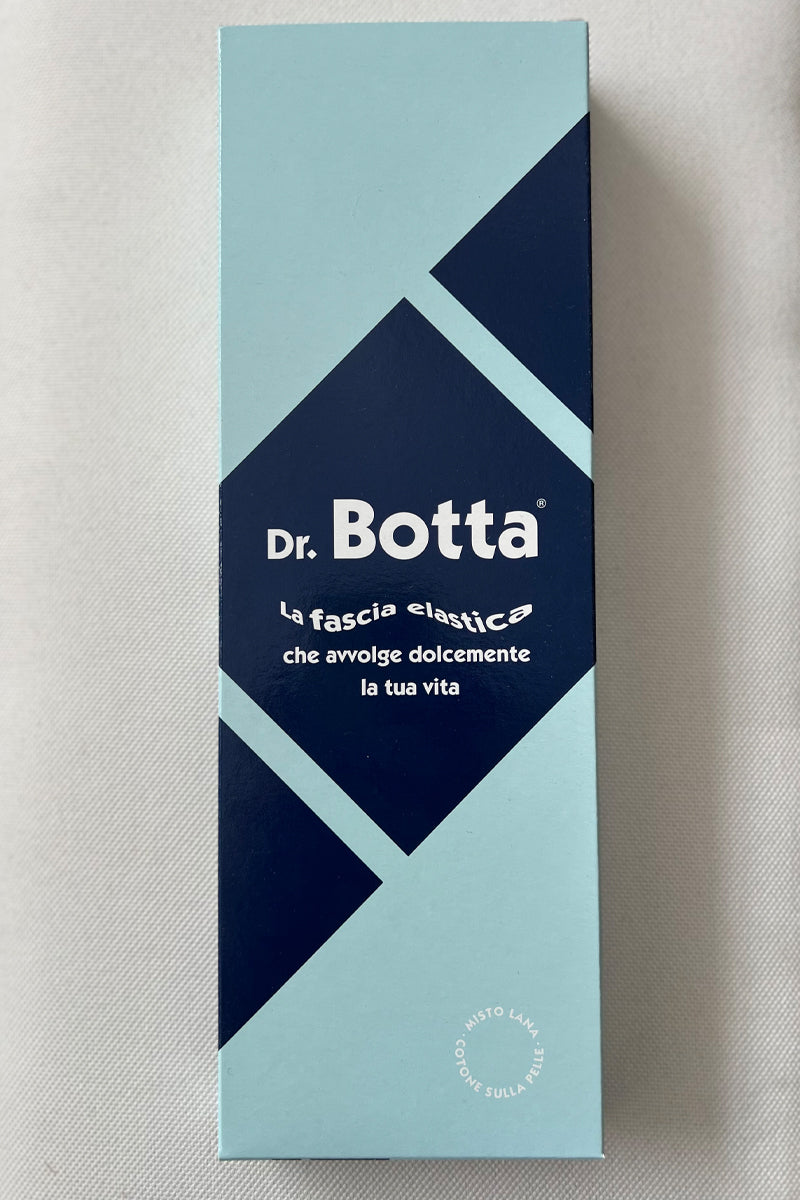 Dr. Botta®
La fascia elastica
che avvolge dolcemente
la tua vita
· MISTO LANA ·
COTONE SULLA PELLE